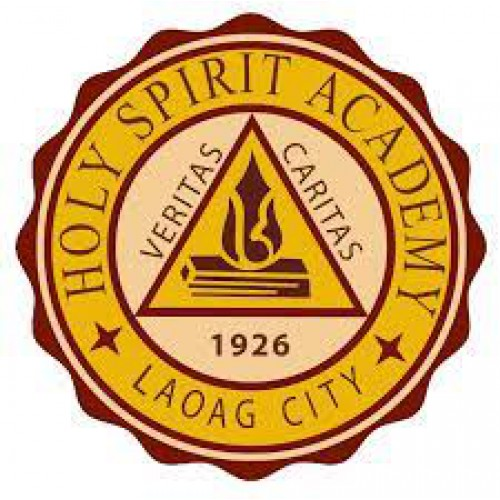 HOLY SPIRIT ACADEMY
VERITAS
CARITAS
1926
LAOAG CITY